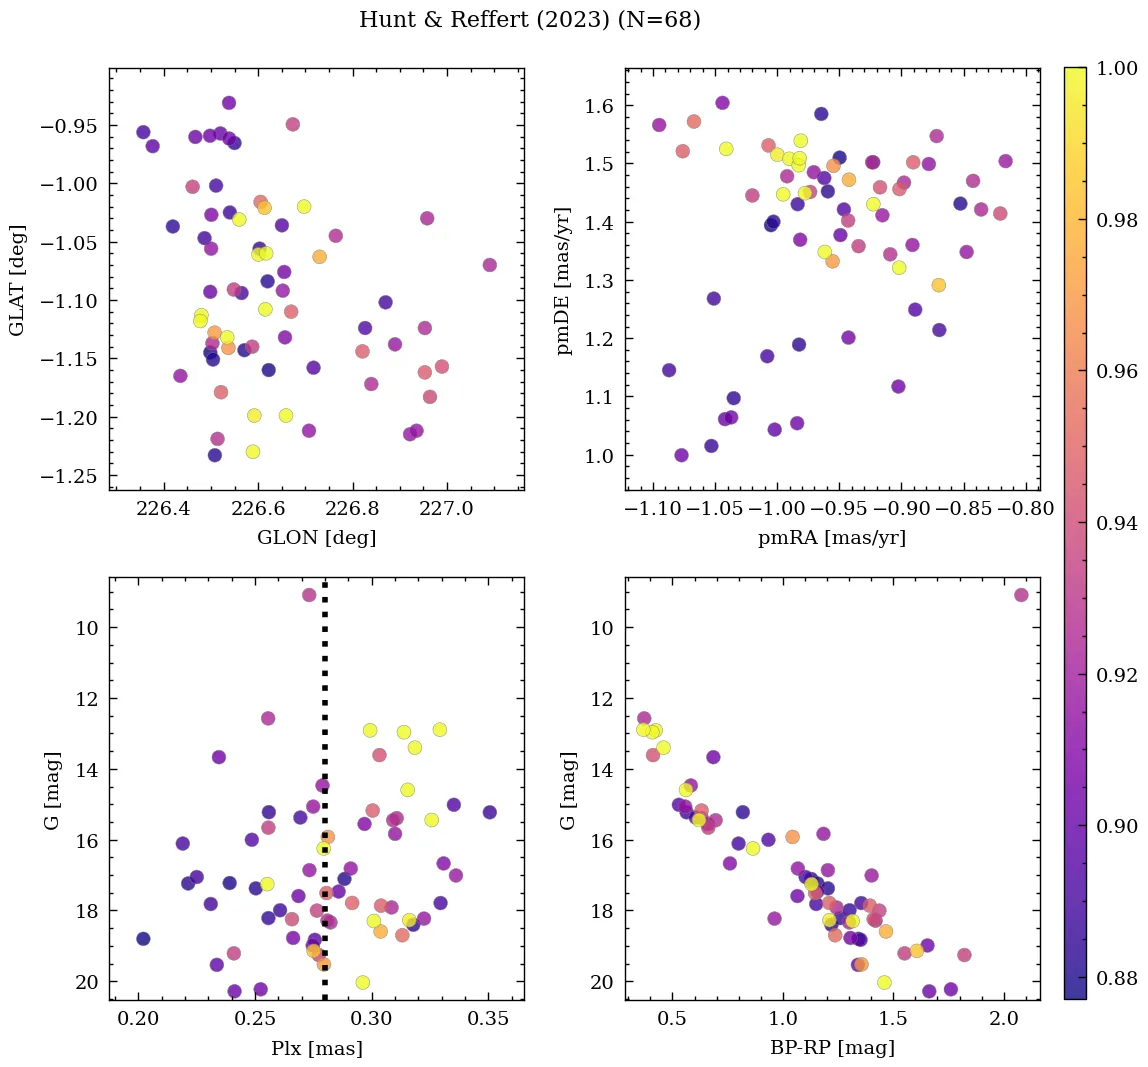 Hunt & Reffert (2023) (N=68)
−0.95
−1.00
−1.05
−1.10
−1.15
−1.20
−1.25
GLAT [deg]
226.4 226.6 226.8 227.0
GLON [deg]
1.6
1.5
1.4
1.3
1.2
1.1
1.0
pmDE [mas/yr]
−1.10 −1.05 −1.00 −0.95 −0.90 −0.85 −0.80
pmRA [mas/yr]
10
12
14
16
18
20
G [mag]
0.20 0.25 0.30 0.35
Plx [mas]
10
12
14
16
18
20
G [mag]
0.5 1.0 1.5 2.0
BP-RP [mag]
1.00
0.98
0.96
0.94
0.92
0.90
0.88